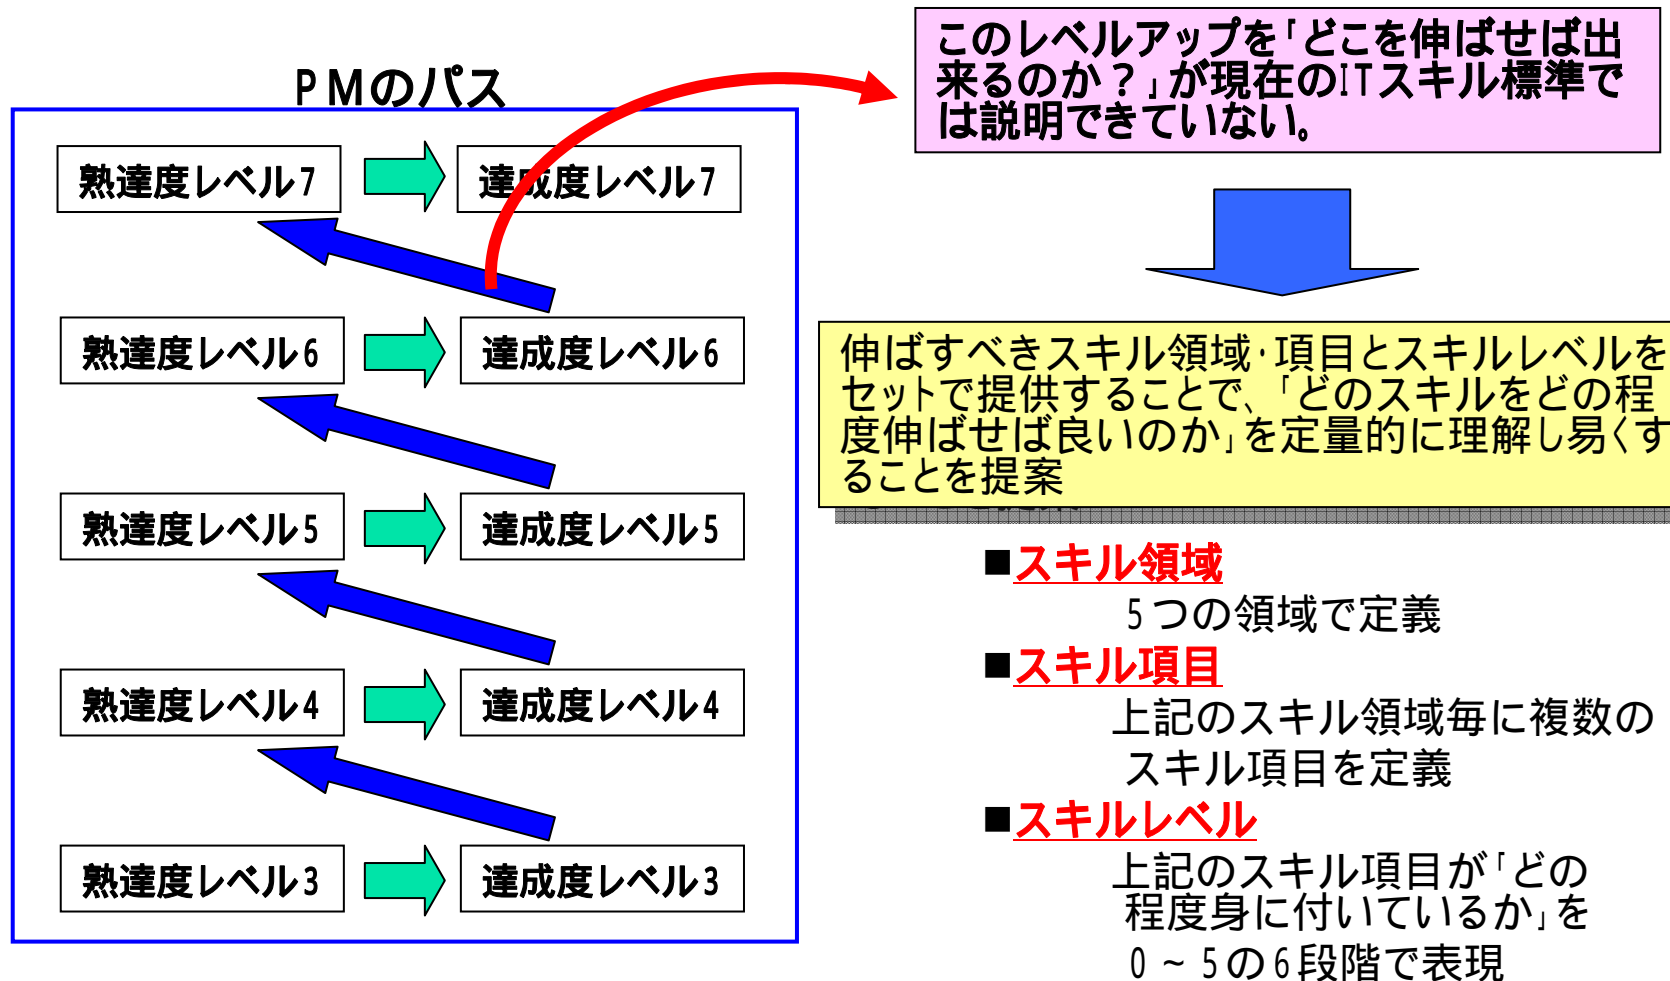 PMのパス
熟達度レベル7
達成度レベル7
熟達度レベル6
達成度レベル6
熟達度レベル5
達成度レベル5
熟達度レベル4
達成度レベル4
熟達度レベル3
達成度レベル3
このレベルアップを「どこを伸ばせば出
来るのか？」が現在のITスキル標準で
は説明できていない。
伸ばすべきスキル領域・項目とスキルレベルを
セットで提供することで、「どのスキルをどの程
度伸ばせば良いのか」を定量的に理解し易くす
ることを提案
■スキル領域
5つの領域で定義
■スキル項目
上記のスキル領域毎に複数の
スキル項目を定義
■スキルレベル
上記のスキル項目が「どの
程度身に付いているか」を
0～5の6段階で表現